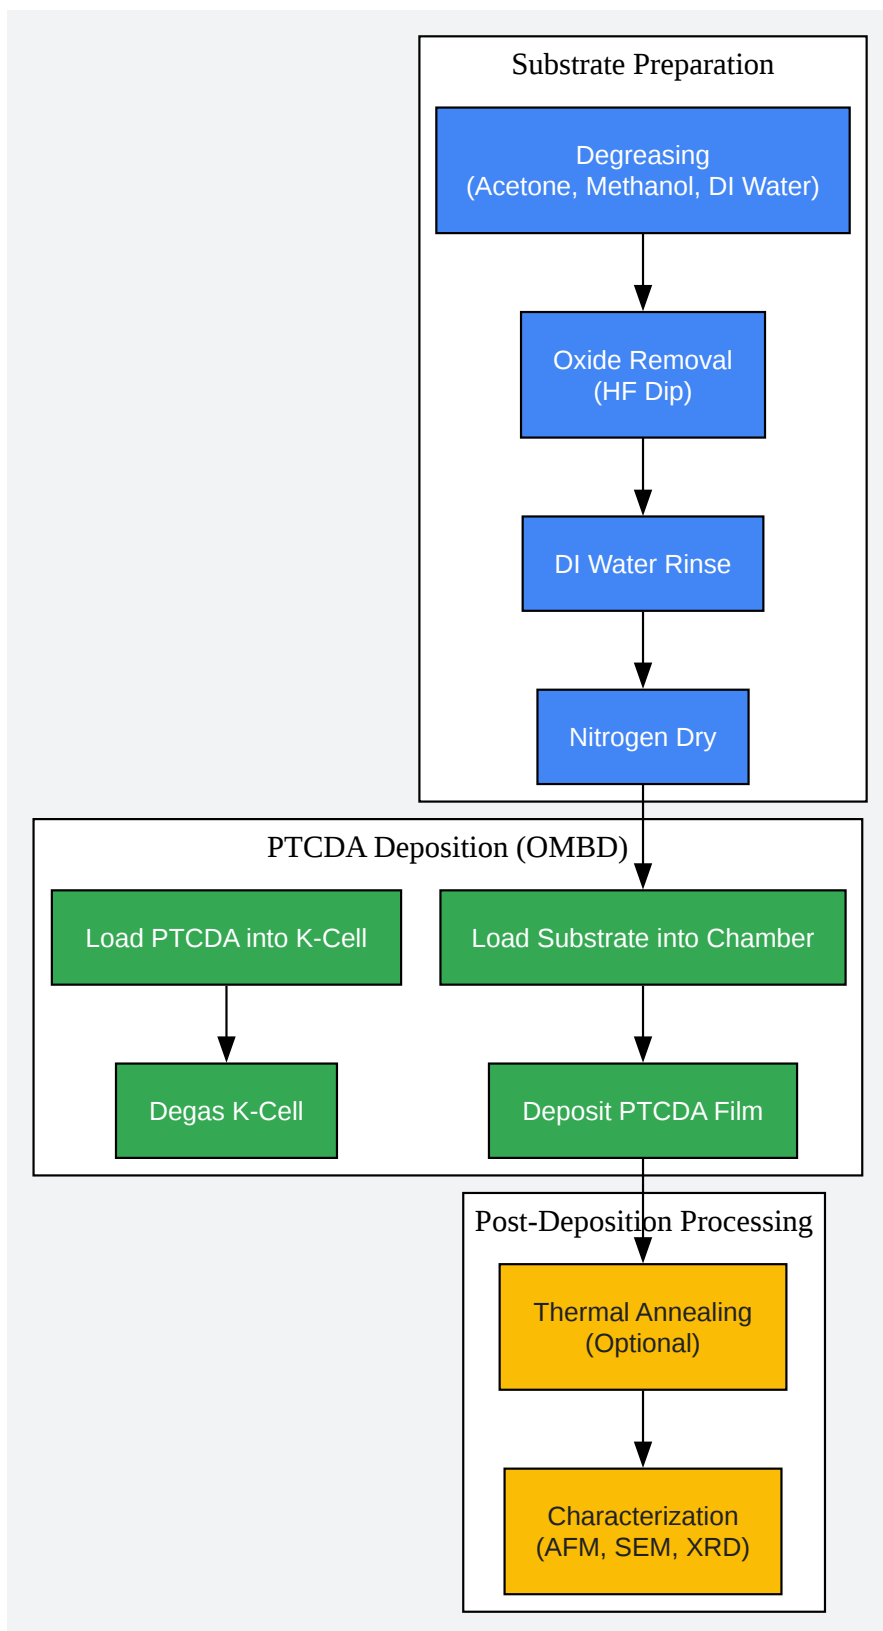 Substrate Preparation
Degreasing
(Acetone, Methanol, DI Water)
Oxide Removal
(HF Dip)
DI Water Rinse
Nitrogen Dry
PTCDA Deposition (OMBD)
Load PTCDA into K-Cell
Load Substrate into Chamber
Degas K-Cell
Deposit PTCDA Film
Post-Deposition Processing
Thermal Annealing
(Optional)
Characterization
(AFM, SEM, XRD)